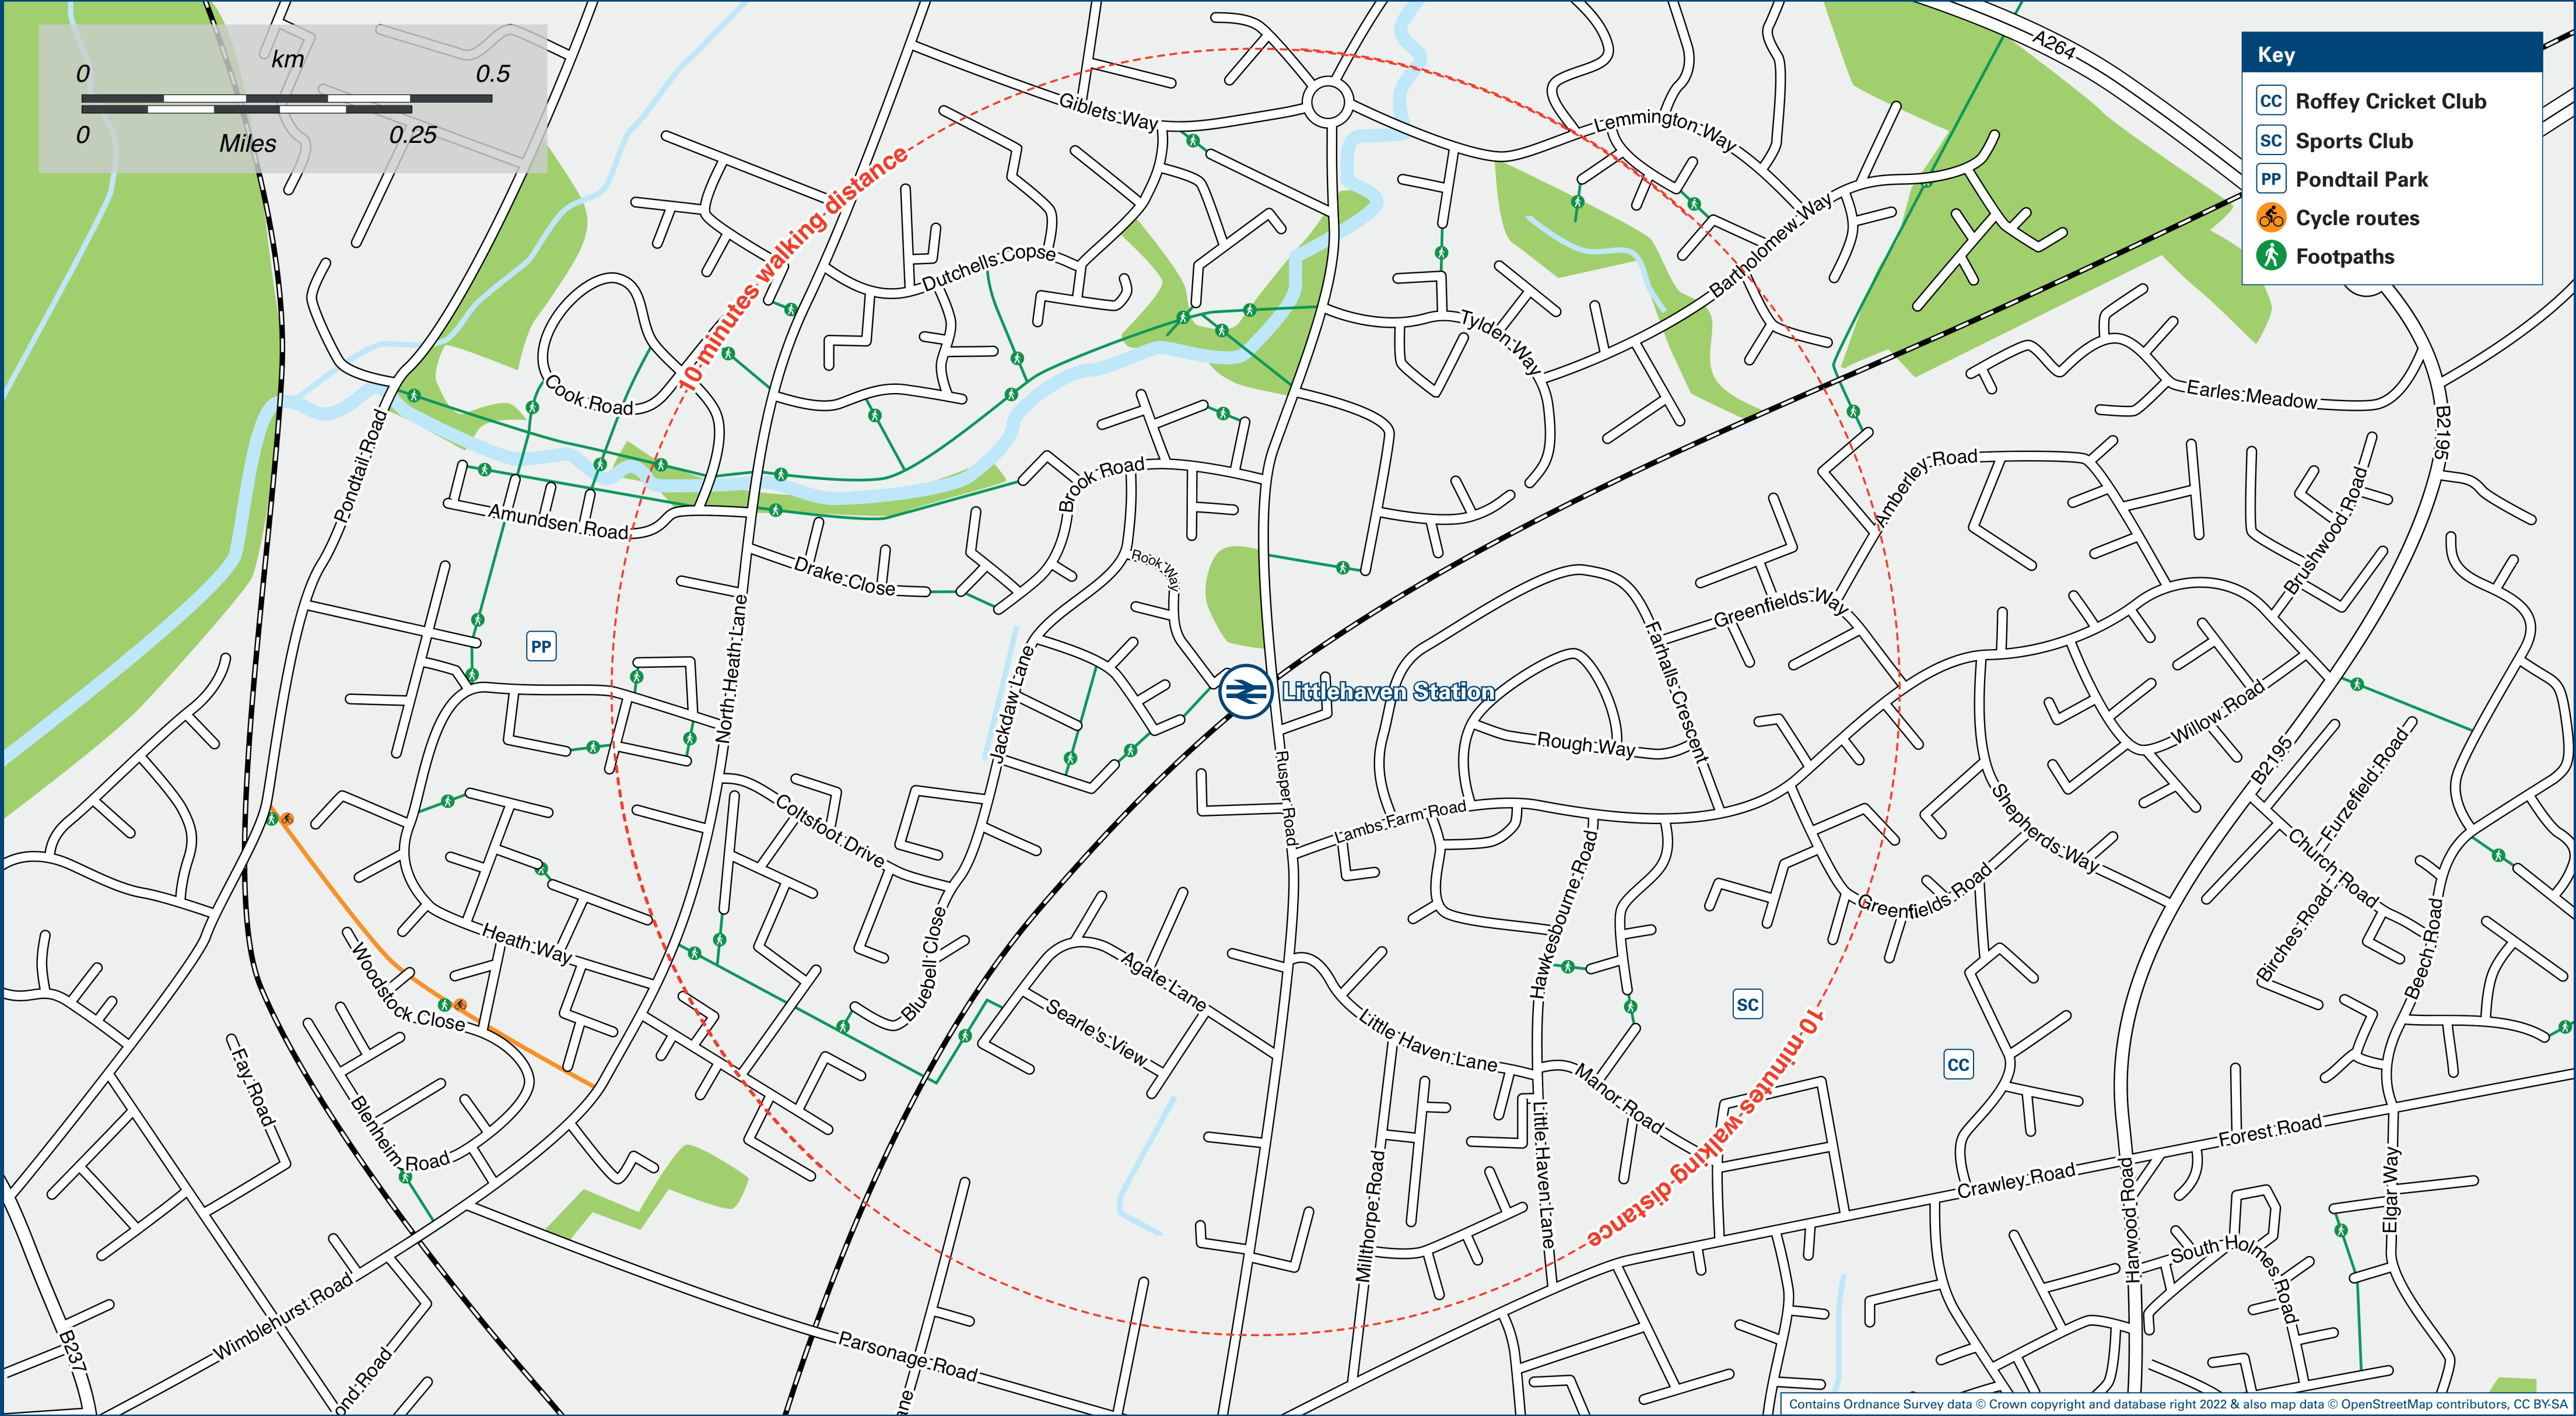 km
0 0.5
0 0.25
Miles
Key
CC Roffey Cricket Club
SC Sports Club
PP Pondtail Park
Cycle routes
Footpaths
A264
Giblets Way
Lemmington Way
10 minutes walking distance
Bartholomew Way
Dutchells Copse
Tylden Way
Cook Road
Earles Meadow
B2195
Pondtail Road
Brook Road
Amberley Road
Amundsen Road
Brushwood Road
Drake Close
Rook Way
Greenfields Way
North Heath Lane
PP
Farhalls Crescent
Jackdaw Lane
Littlehaven Station
Willow Road
Rough Way
B2195
Rusper Road
Coltsfoot Drive
Lambs Farm Road
Shepherds Way
Furzefield Road
Church Road
Hawkesbourne Road
Greenfields Road
Birches Road
Beech Road
Heath Way
Bluebell Close
Agate Lane
Woodstock Close
Searle's View
SC
Little Haven Lane
CC
Manor Road
10 minutes walking distance
Fay Road
Blenheim Road
Forest Road
Little Haven Lane
Millthorpe Road
Crawley Road
Harwood Road
Elgar Way
South Holmes Road
Wimblehurst Road
B237
ond Road
Parsonage Road
ane
Contains Ordnance Survey data © Crown copyright and database right 2022 & also map data © OpenStreetMap contributors, CC BY-SA